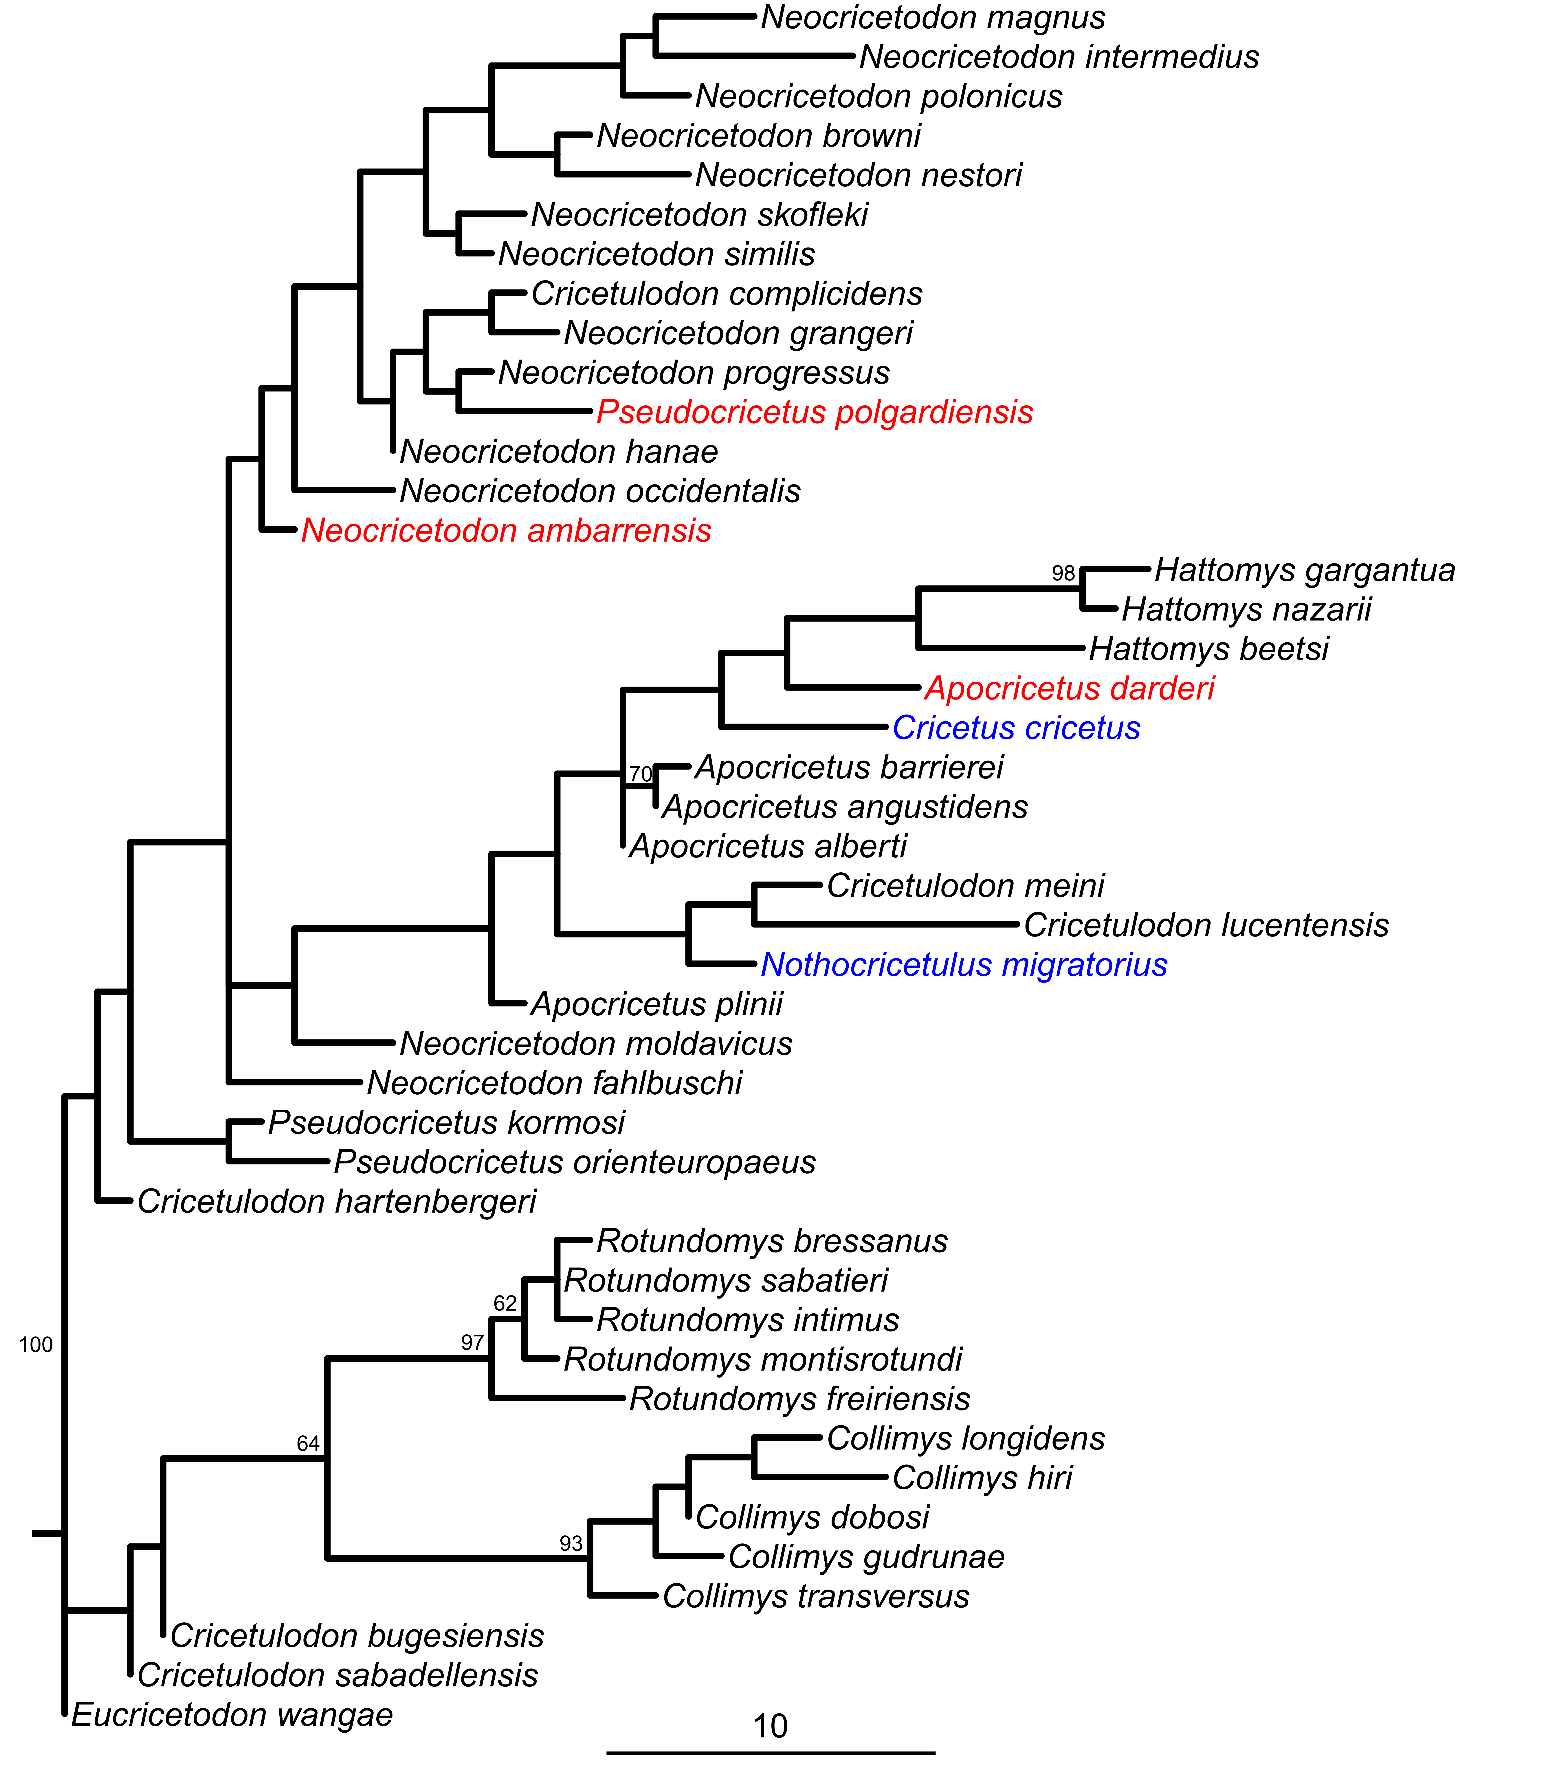 Neocricetodon magnus
Neocricetodon intermedius
Neocricetodon polonicus
Neocricetodon browni
Neocricetodon nestori
Neocricetodon skofleki
Neocricetodon similis
Cricetulodon complicidens
Neocricetodon grangeri
Neocricetodon progressus
Pseudocricetus polgardiensis
Neocricetodon hanae
Neocricetodon occidentalis
Neocricetodon ambarrensis
98
Hattomys gargantua
Hattomys nazarii
Hattomys beetsi
Apocricetus darderi
Cricetus cricetus
70
Apocricetus barrierei
Apocricetus angustidens
Apocricetus alberti
Cricetulodon meini
Cricetulodon lucentensis
Nothocricetulus migratorius
Apocricetus plinii
Neocricetodon moldavicus
Neocricetodon fahlbuschi
Pseudocricetus kormosi
Pseudocricetus orienteuropaeus
Cricetulodon hartenbergeri
Rotundomys bressanus
Rotundomys sabatieri
62
Rotundomys intimus
100
97
Rotundomys montisrotundi
Rotundomys freiriensis
64
Collimys longidens
Collimys hiri
Collimys dobosi
93
Collimys gudrunae
Collimys transversus
Cricetulodon bugesiensis
Cricetulodon sabadellensis
Eucricetodon wangae
10